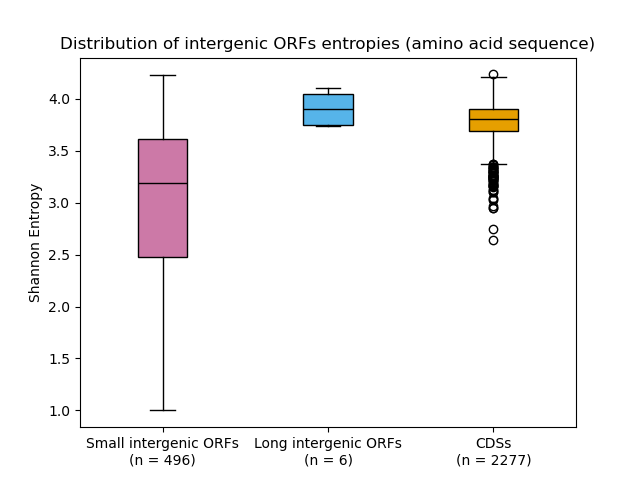 Distribution of intergenic ORFs entropies (amino acid sequence)
Shannon Entropy
4.0
3.5
3.0
2.5
2.0
1.5
1.0
Small intergenic ORFs
(n = 496)
Long intergenic ORFs
(n = 6)
CDSs
(n = 2277)